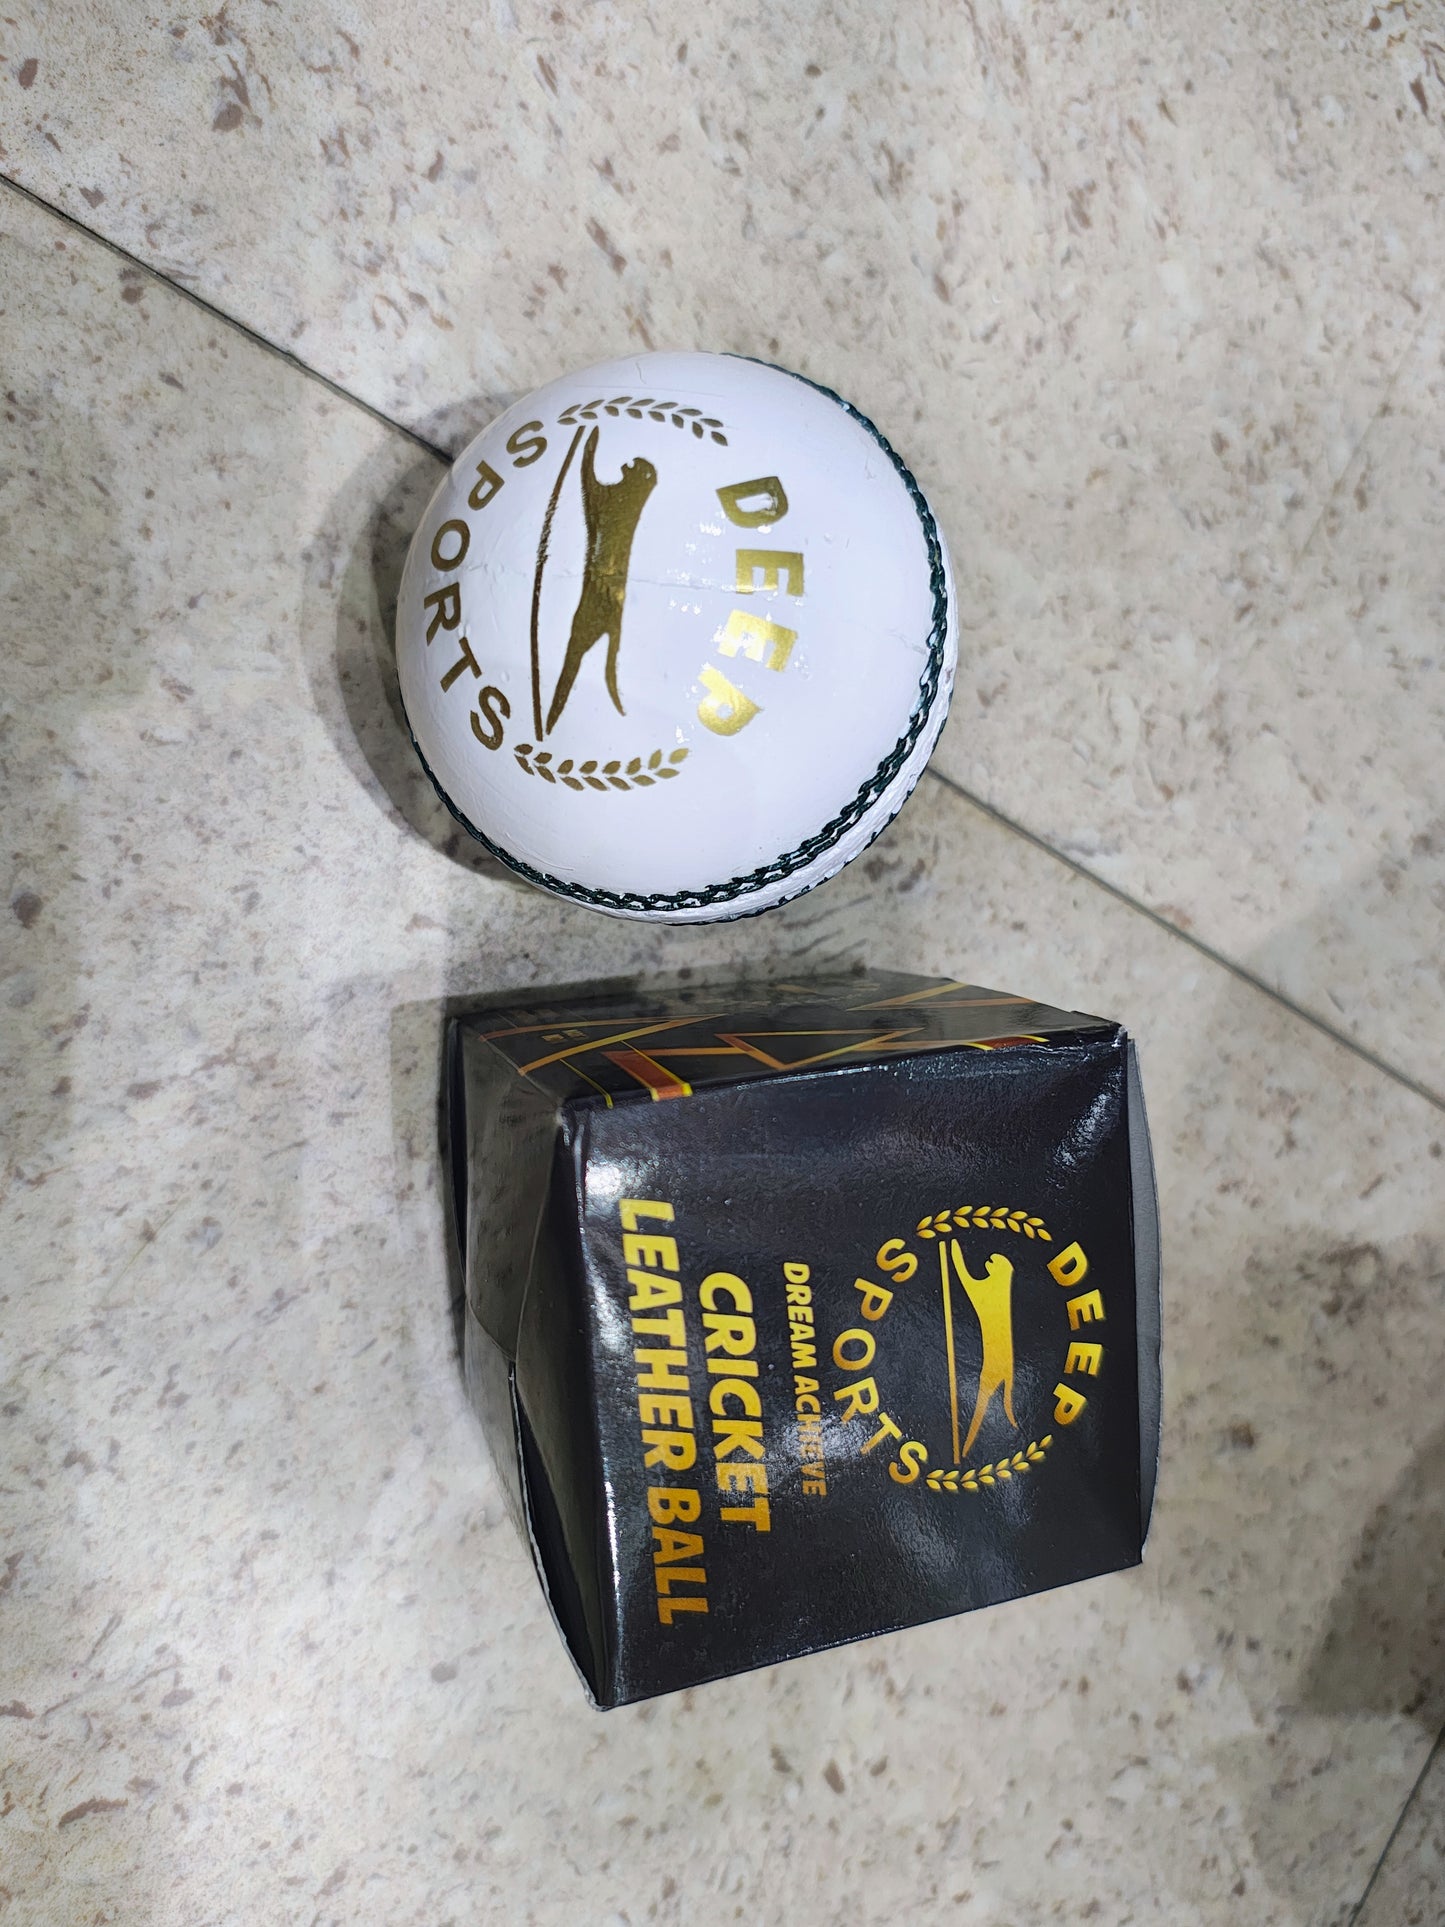 DEEP
SPORTS
DEEP
SPORTS
DREAM ACHIEVE
CRICKET
LEATHER BALL